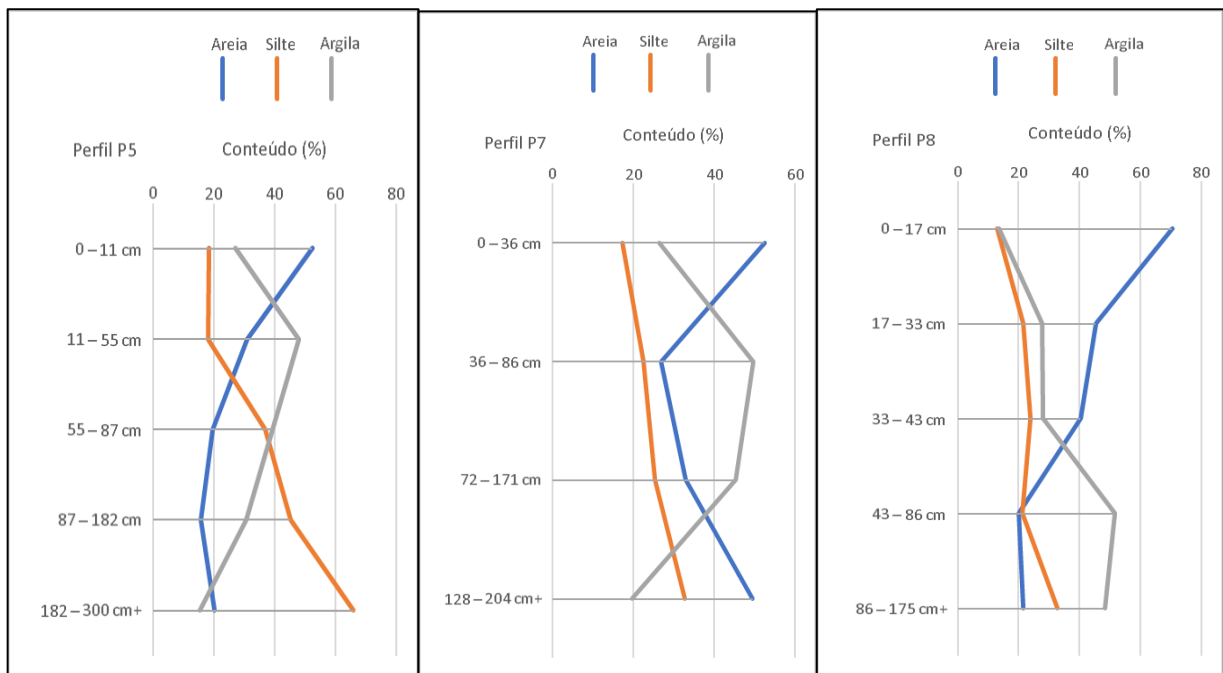 Areia Silte Argila
Perfil P5
Conteúdo (%)
0 20 40 60 80
0 – 11 cm
11 – 55 cm
55 – 87 cm
87 – 182 cm
182 – 300 cm+
Areia Silte Argila
Perfil P7
Conteúdo (%)
0 20 40 60
0 – 36 cm
36 – 86 cm
72 – 171 cm
128 – 204 cm+
Areia Silte Argila
Perfil P8
Conteúdo (%)
0 20 40 60 80
0 – 17 cm
17 – 33 cm
33 – 43 cm
43 – 86 cm
86 – 175 cm+